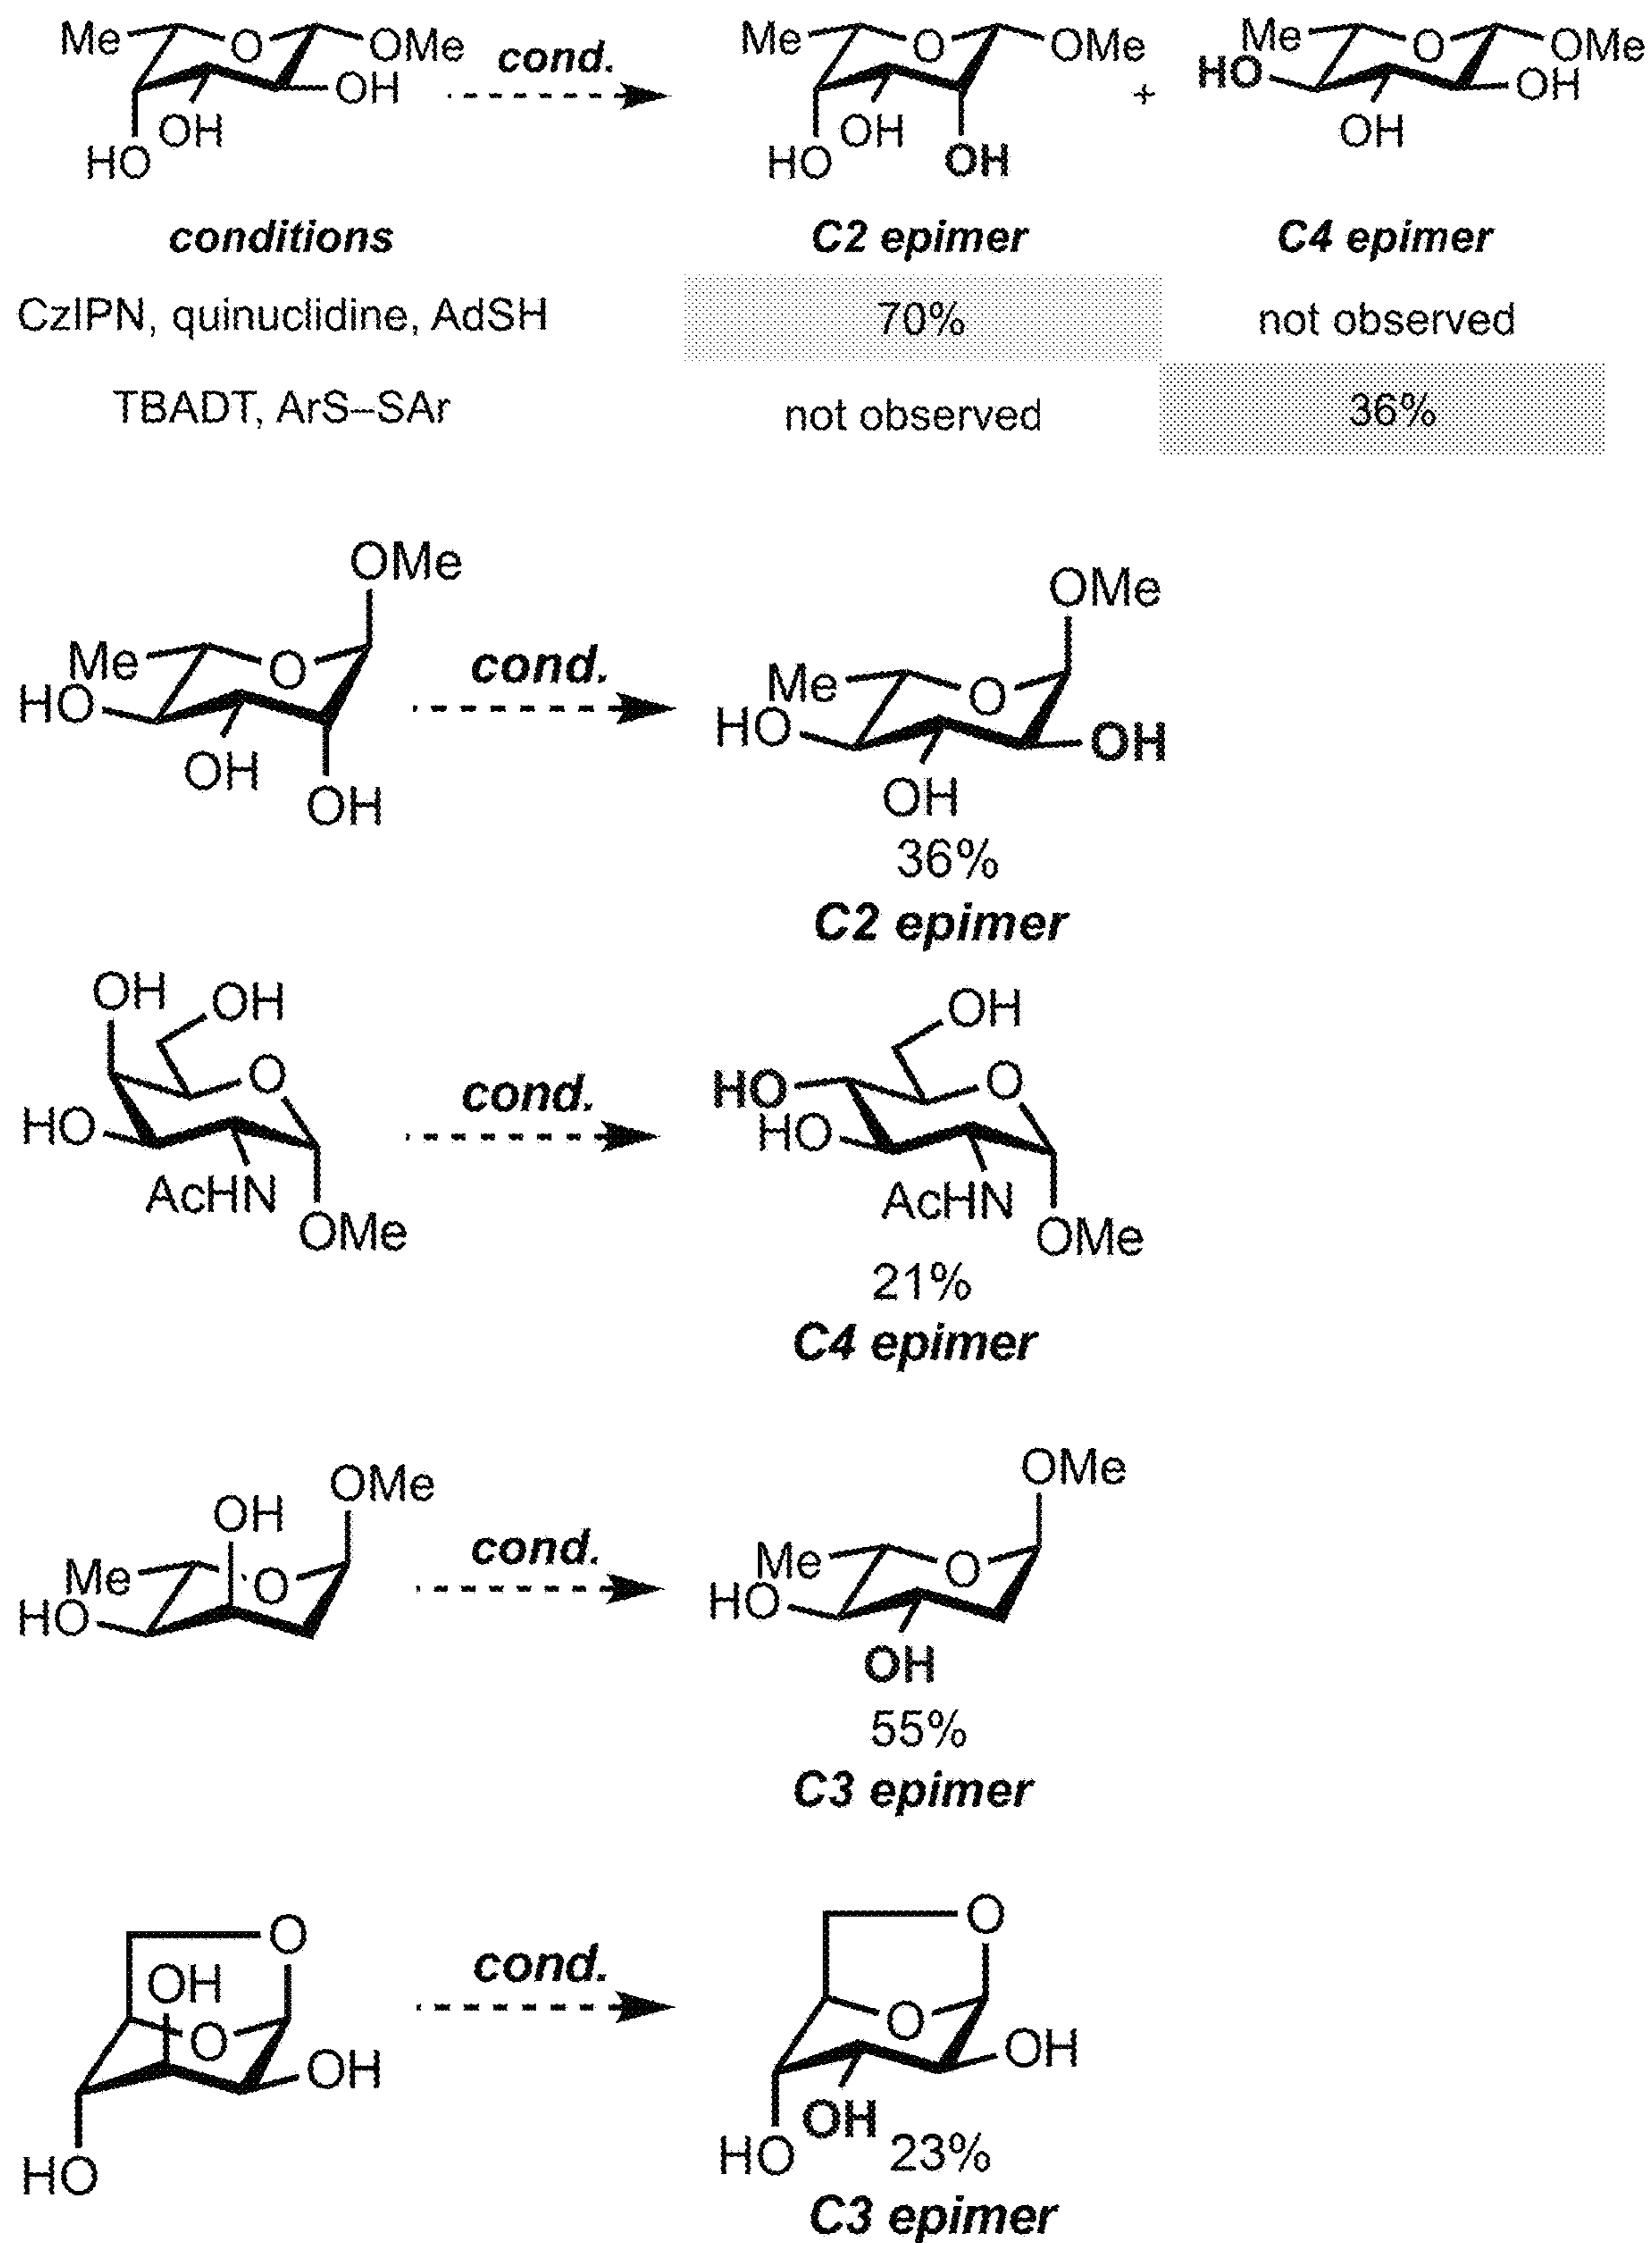 Me O OMe cond. Me O OMe + Me O OMe
HO OH
OH OH OH
HO HO OH OH
conditions C2 epimer C4 epimer
CzIPN, quinuclidine, AdSH 70% not observed
TBADT, ArS–SAr not observed 36%
OMe OMe
Me O cond. Me O
HO HO OH
OH OH
OH 36%
C2 epimer
OH OH OH
O cond. HO O
HO HO
AcHN AcHN
OMe OMe
21%
C4 epimer
OMe OMe
OH
Me O cond. Me O
HO HO
OH
55%
C3 epimer
O O
OH cond.
O OH O OH
OH
HO HO 23%
C3 epimer